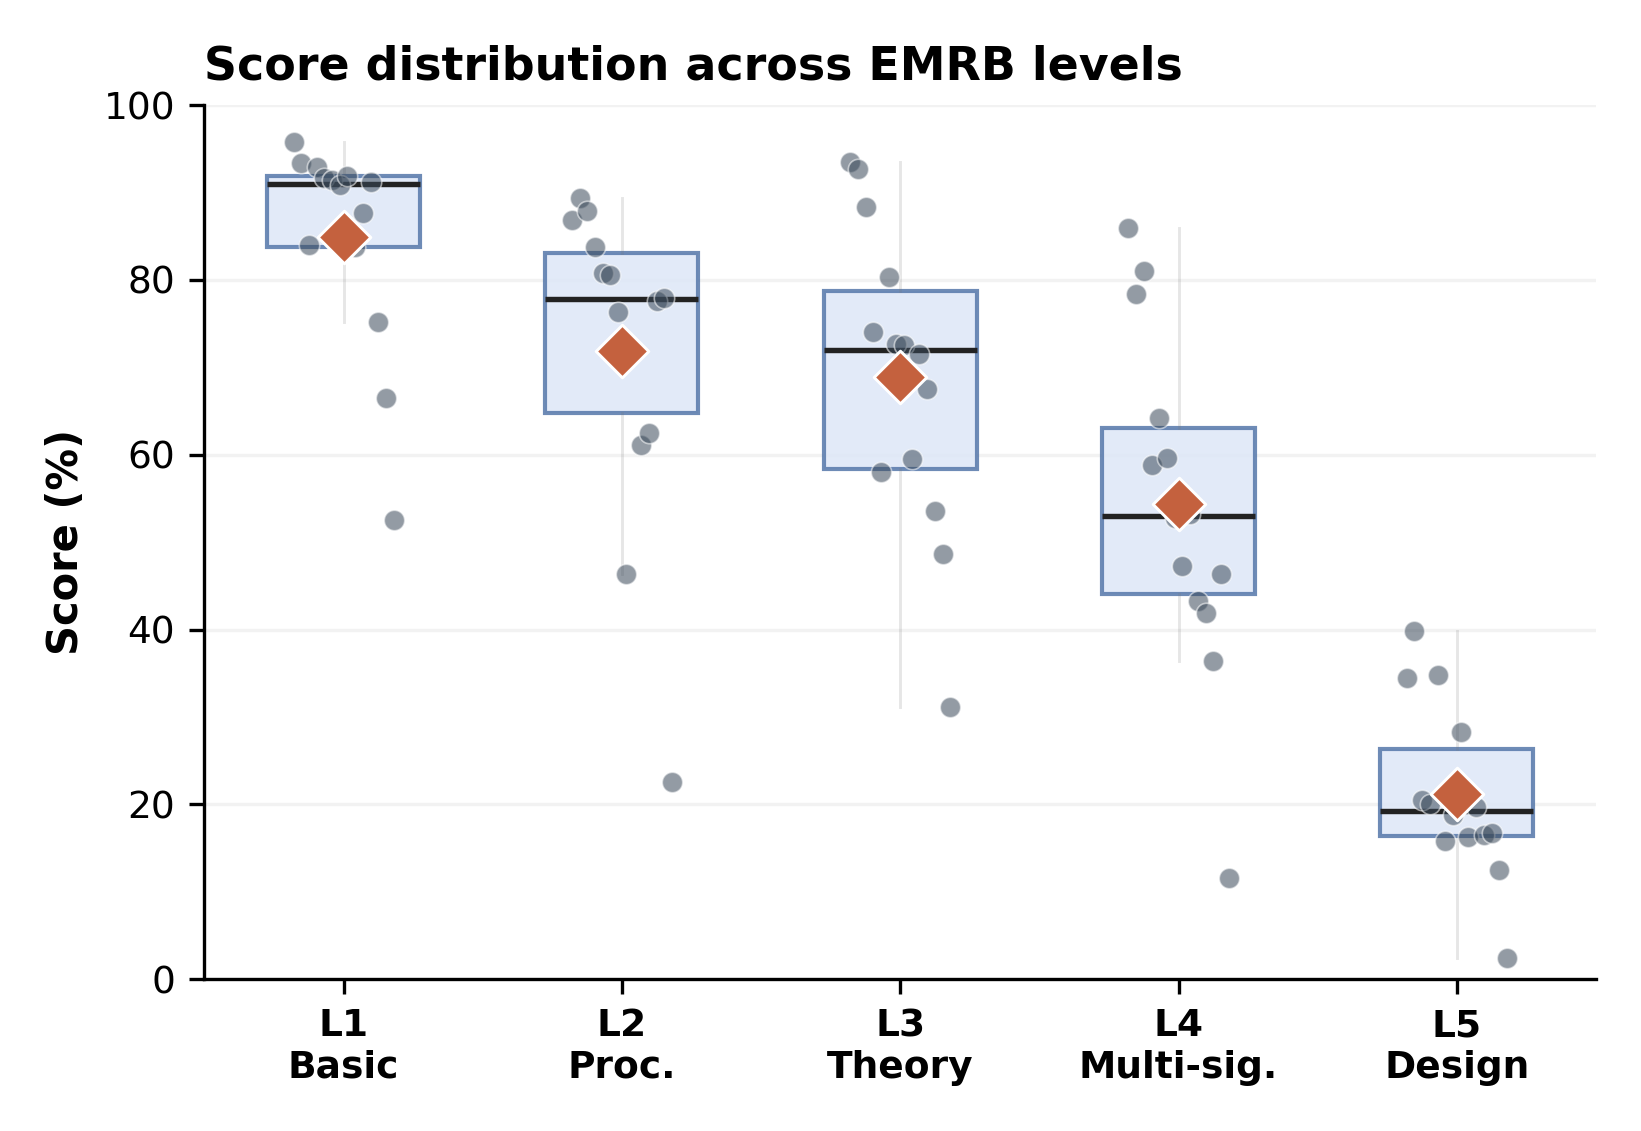 Score distribution across EMRB levels
Score (%)
100
80
60
40
20
0
L1
Basic
L2
Proc.
L3
Theory
L4
Multi-sig.
L5
Design